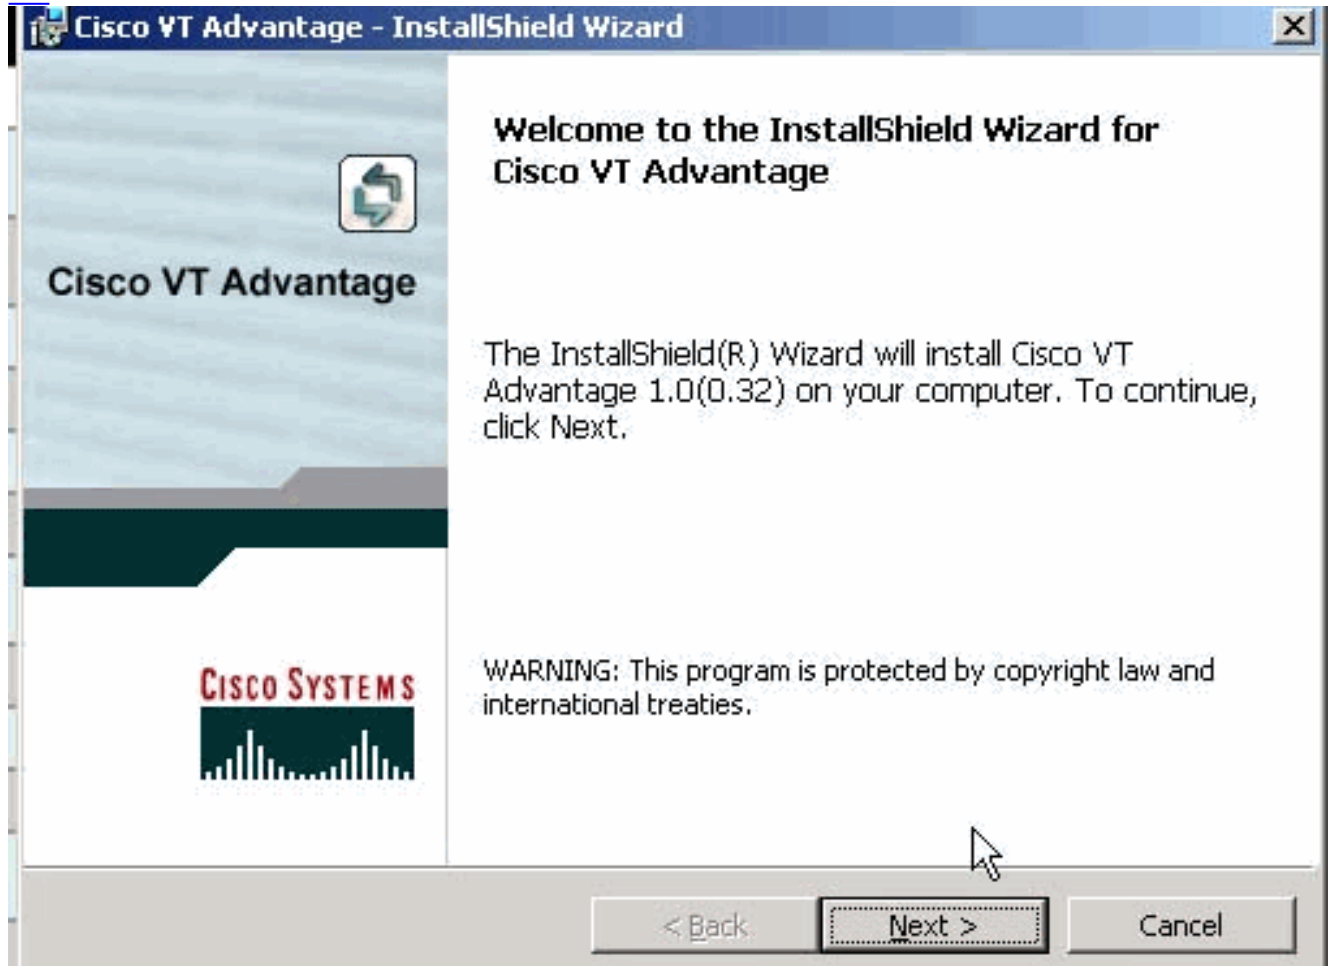 Cisco VT Advantage - InstallShield Wizard
Welcome to the InstallShield Wizard for
Cisco VT Advantage
Cisco VT Advantage
The InstallShield(R) Wizard will install Cisco VT
Advantage 1.0(0.32) on your computer. To continue,
click Next.
CISCO SYSTEMS
WARNING: This program is protected by copyright law and
international treaties.
< Back
Next >
Cancel